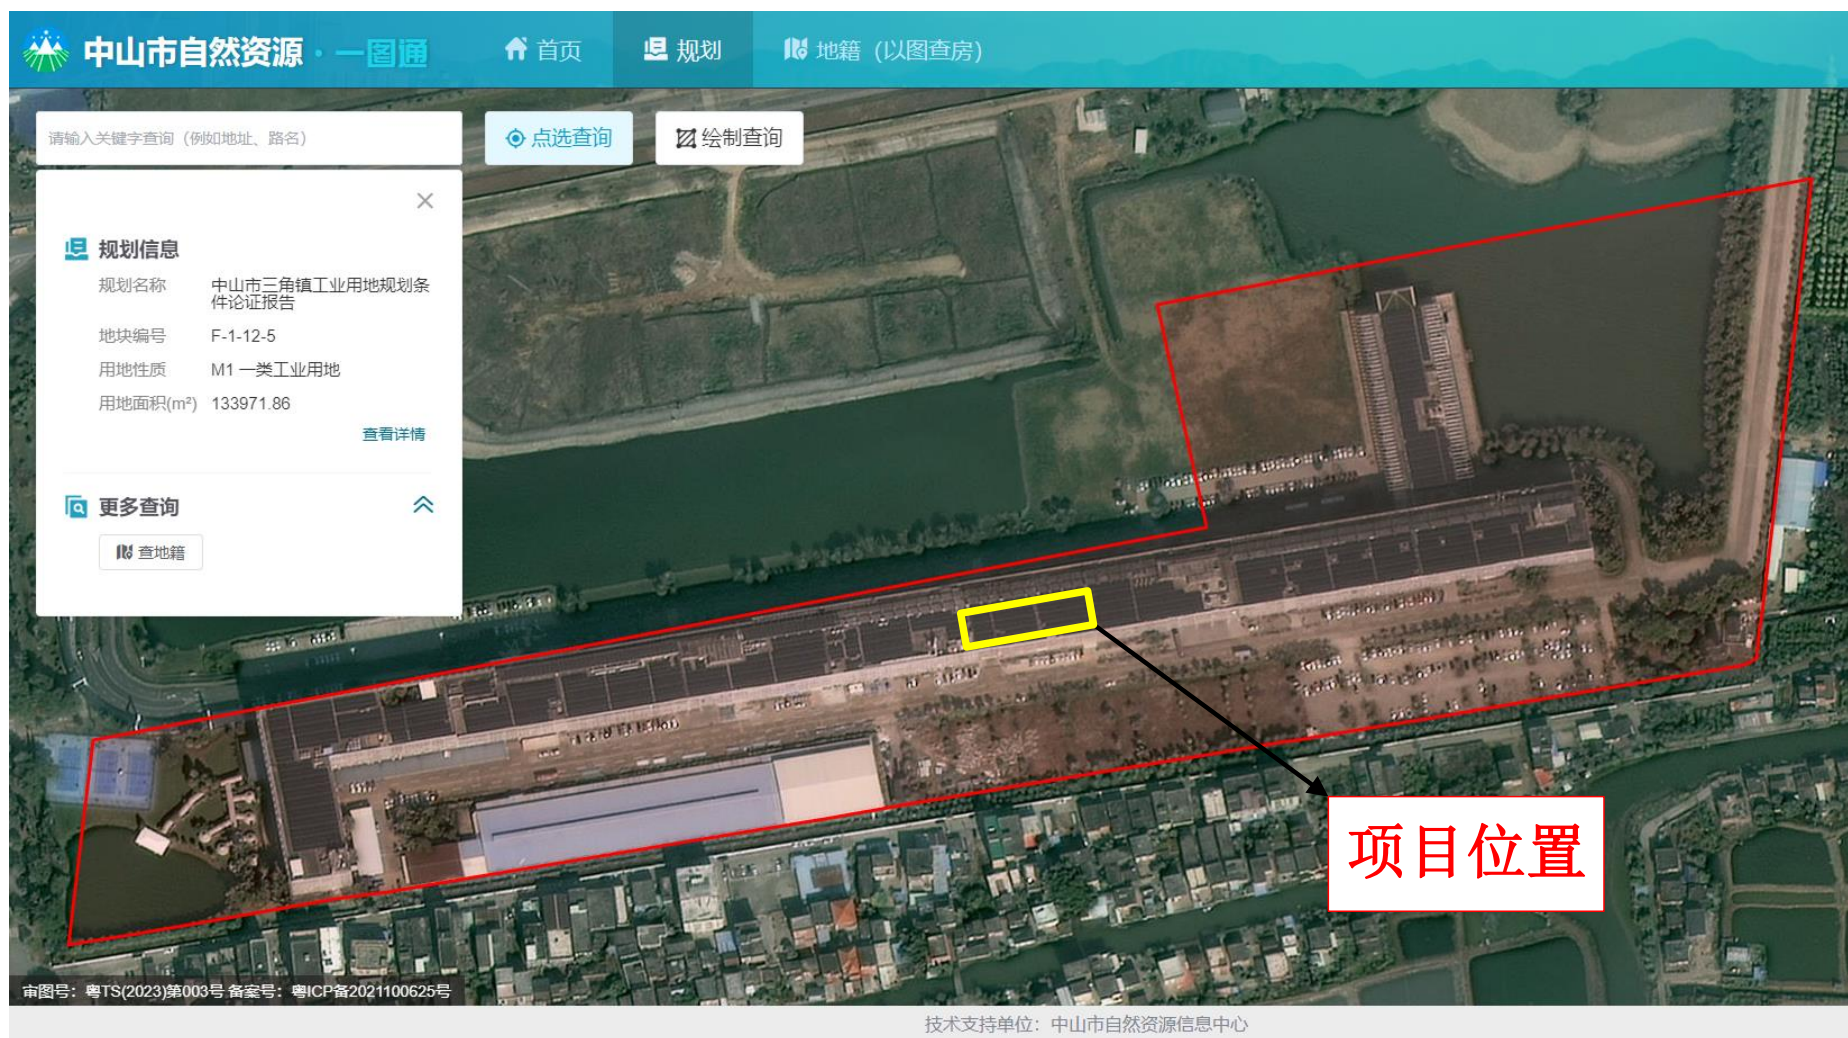 中山市自然资源·一图通
首页
规划
地籍（以图查房）
请输入关键字查询（例如地址、路名）
点选查询
绘制查询
规划信息
规划名称 中山市三角镇工业用地规划条
件论证报告
地块编号 F-1-12-5
用地性质 M1 一类工业用地
用地面积(m²) 133971.86
查看详情
更多查询
查地籍
项目位置
审图号：粤TS(2023)第003号 备案号：粤ICP备2021100625号
技术支持单位：中山市自然资源信息中心